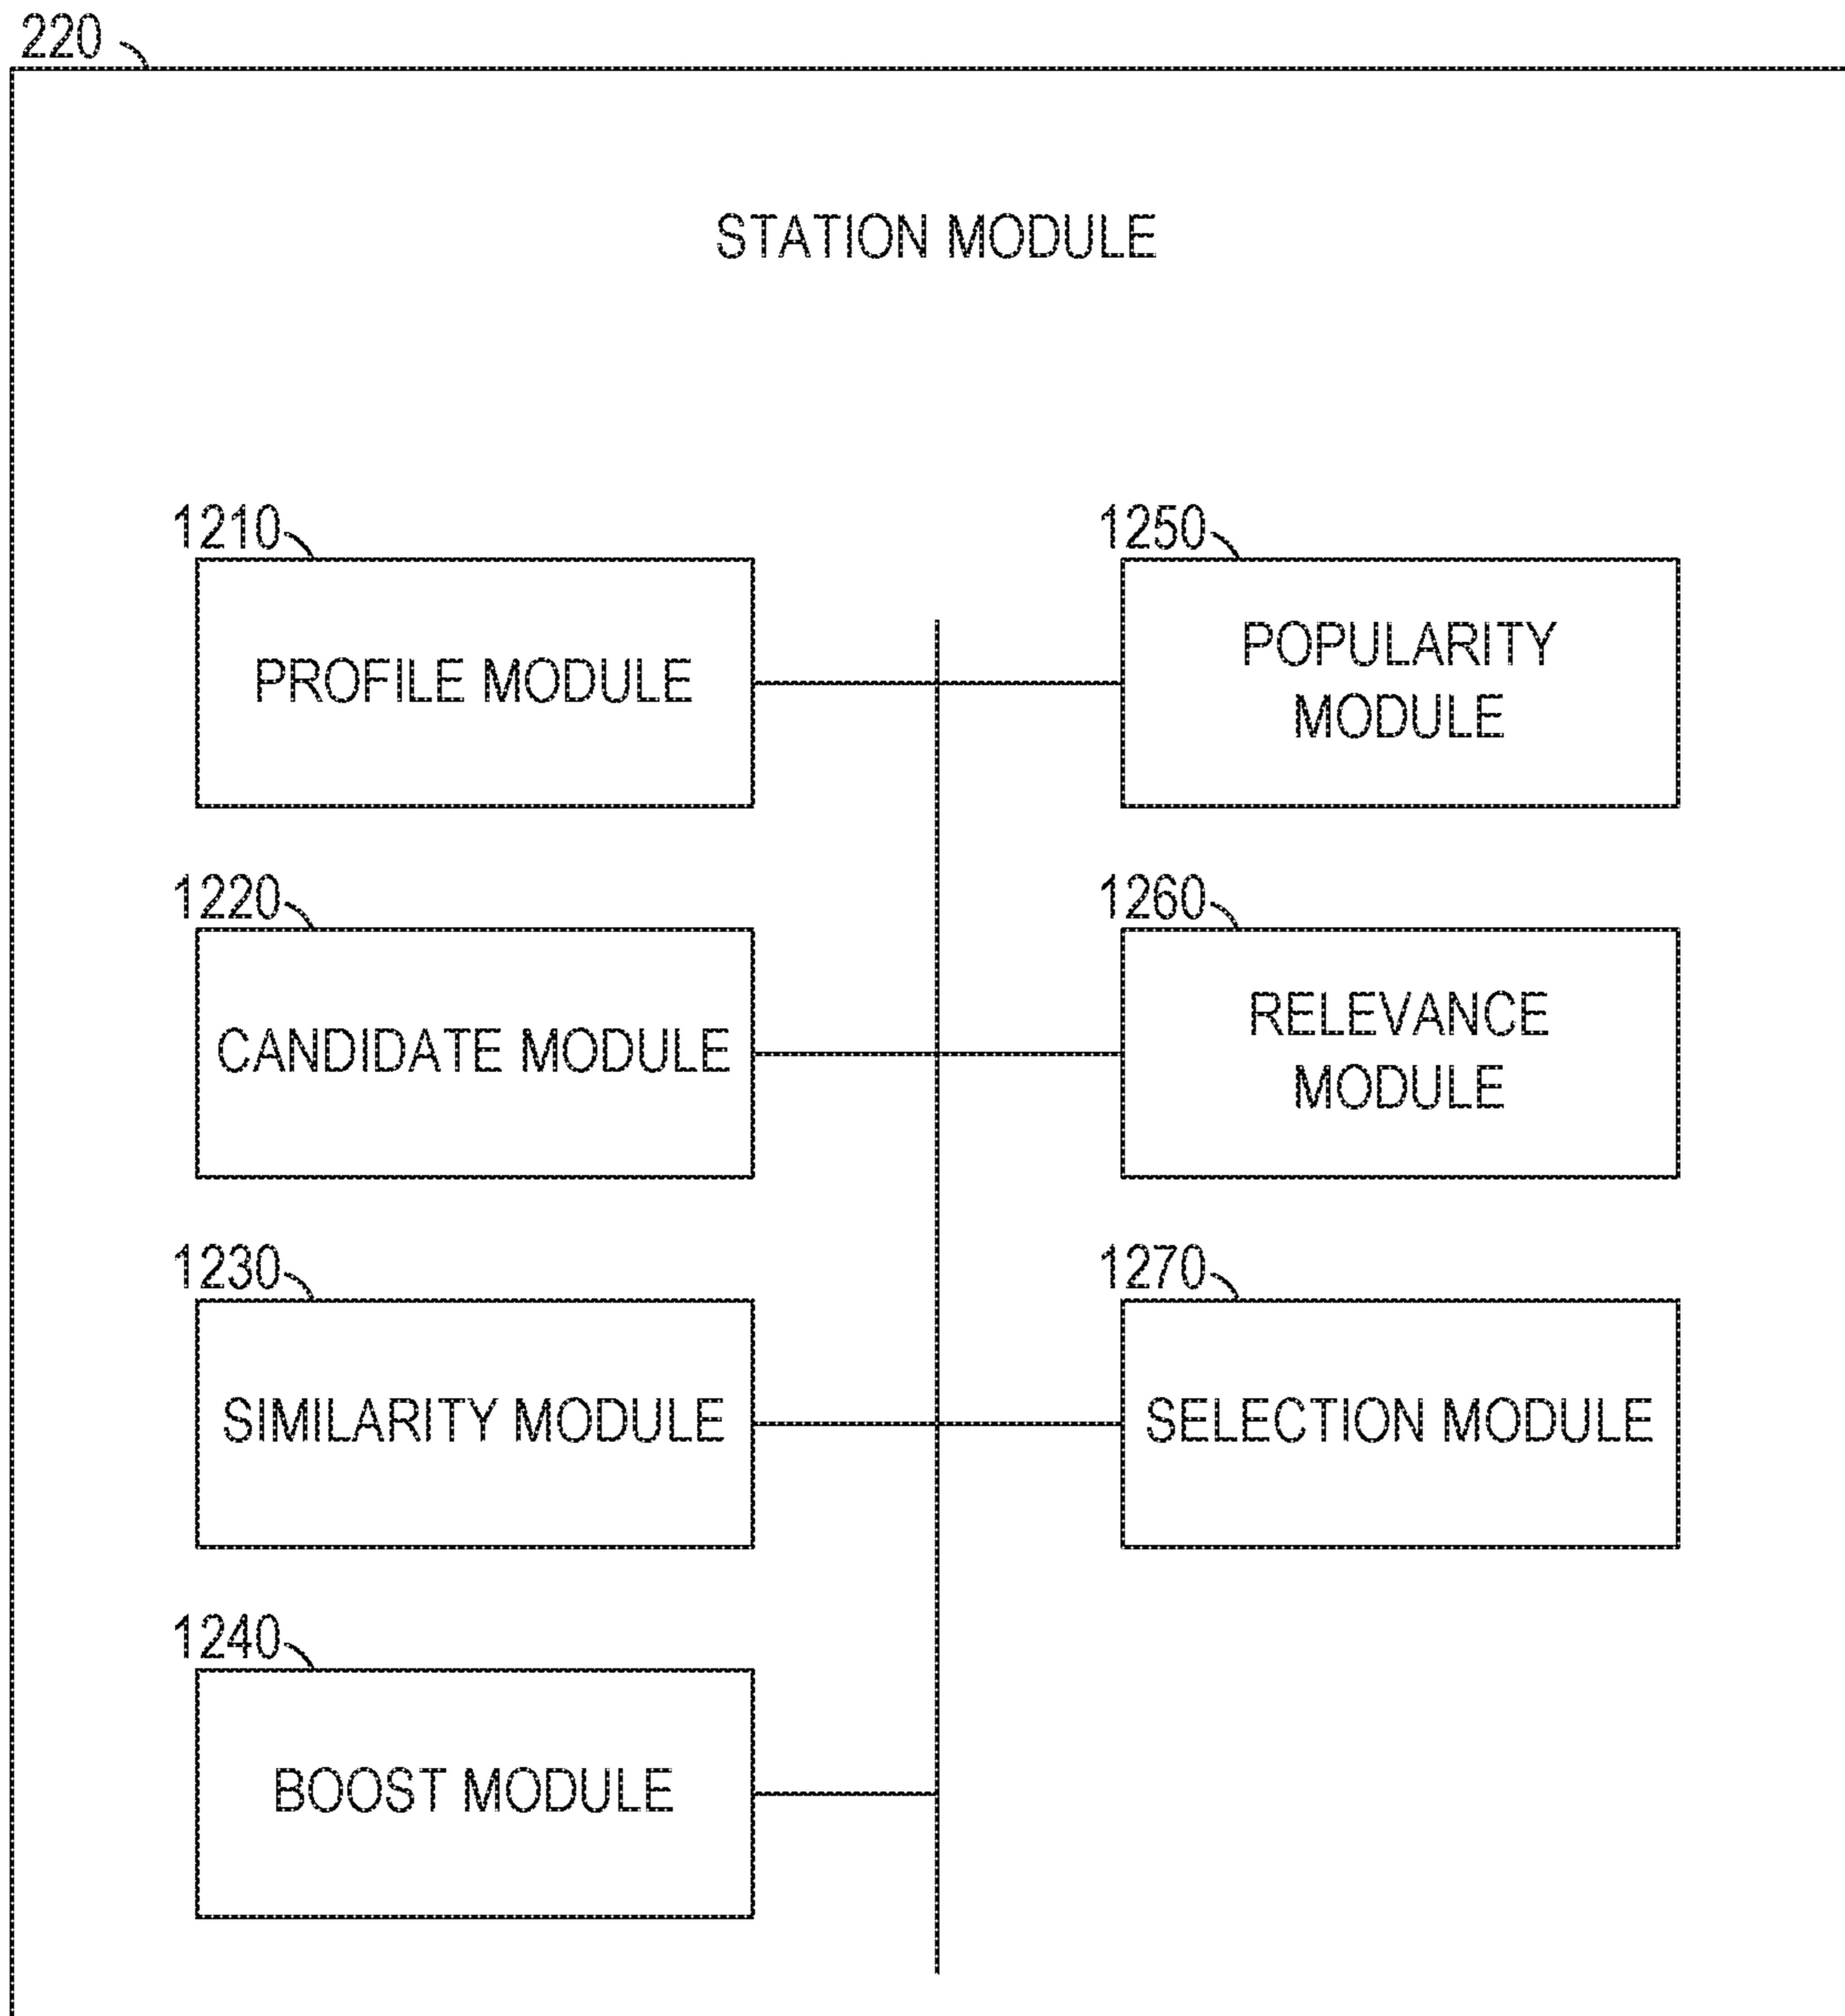 220
STATION MODULE
1210
PROFILE MODULE
1220
CANDIDATE MODULE
1230
SIMILARITY MODULE
1240
BOOST MODULE
1250
POPULARITY
MODULE
1260
RELEVANCE
MODULE
1270
SELECTION MODULE